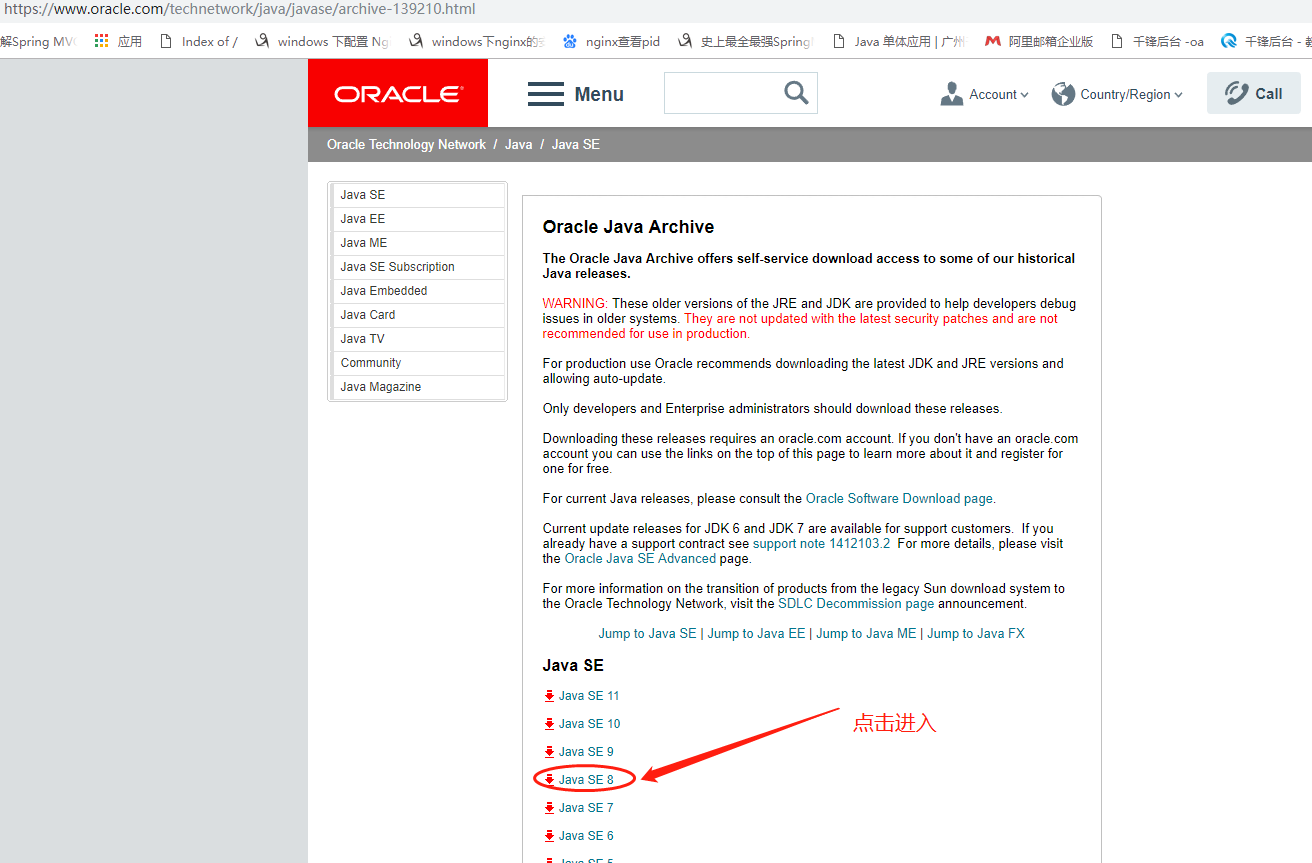 https://www.oracle.com/technetwork/java/javase/archive-139210.html
解Spring MV
应用
Index of /
windows 下配置 Ng
windows下nginx的
nginx查看pid
史上最全最强Spring
Java 单体应用 | 广州
阿里邮箱企业版
千锋后台 -oa
千锋后台 -
ORACLE
Menu
Account
Country/Region
Call
Oracle Technology Network / Java / Java SE
Java SE
Java EE
Java ME
Java SE Subscription
Java Embedded
Java Card
Java TV
Community
Java Magazine
Oracle Java Archive
The Oracle Java Archive offers self-service download access to some of our historical
Java releases.
WARNING: These older versions of the JRE and JDK are provided to help developers debug
issues in older systems. They are not updated with the latest security patches and are not
recommended for use in production.
For production use Oracle recommends downloading the latest JDK and JRE versions and
allowing auto-update.
Only developers and Enterprise administrators should download these releases.
Downloading these releases requires an oracle.com account. If you don't have an oracle.com
account you can use the links on the top of this page to learn more about it and register for
one for free.
For current Java releases, please consult the Oracle Software Download page.
Current update releases for JDK 6 and JDK 7 are available for support customers. If you
already have a support contract see support note 1412103.2 For more details, please visit
the Oracle Java SE Advanced page.
For more information on the transition of products from the legacy Sun download system to
the Oracle Technology Network, visit the SDLC Decommission page announcement.
Jump to Java SE | Jump to Java EE | Jump to Java ME | Jump to Java FX
Java SE
Java SE 11
Java SE 10
点击进入
Java SE 9
Java SE 8
Java SE 7
Java SE 6
Java SE 5